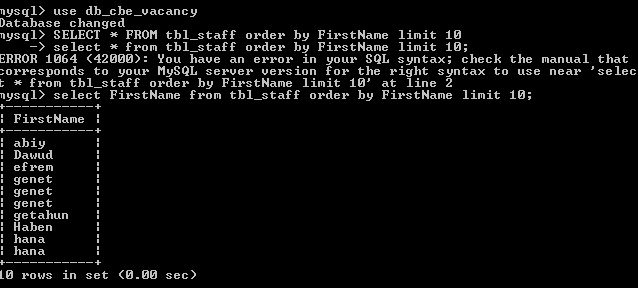 mysql> use db_cbe_vacancy
Database changed
mysql> SELECT * FROM tbl_staff order by FirstName limit 10
    -> select * from tbl_staff order by FirstName limit 10;
ERROR 1064 (42000): You have an error in your SQL syntax; check the manual that
corresponds to your MySQL server version for the right syntax to use near 'selec
t * from tbl_staff order by FirstName limit 10' at line 2
mysql> select FirstName from tbl_staff order by FirstName limit 10;
+-----------+
| FirstName |
+-----------+
| abiy      |
| Dawud     |
| efrem     |
| genet     |
| genet     |
| genet     |
| getahun   |
| Haben     |
| hana      |
| hana      |
+-----------+
10 rows in set (0.00 sec)